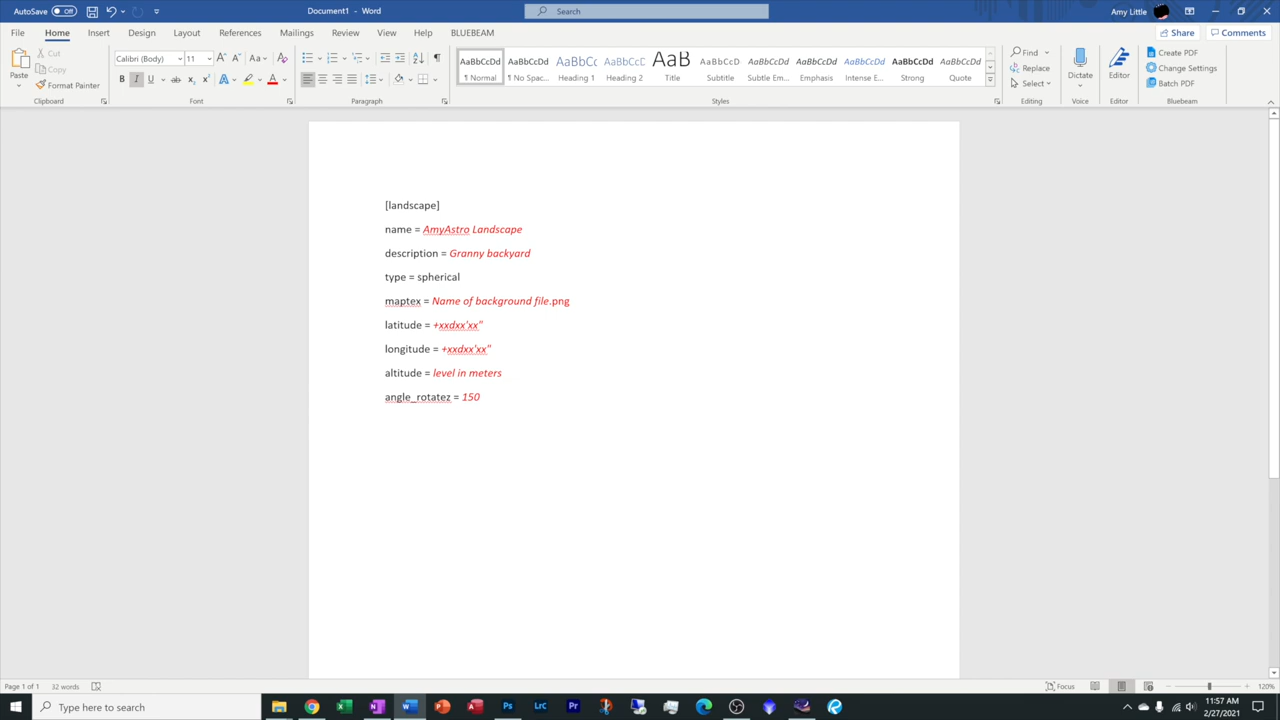 AutoSave Off
Document1 - Word
Search
Amy Little
File Home Insert Design Layout References Mailings Review View Help BLUEBEAM
Share Comments
Paste
Cut
Copy
Format Painter
Calibri (Body) 11
AaBbCcDd AaBbCcDd AaBbCc AaBbCcD AaB AaBbCcD AaBbCcDd AaBbCcDd AaBbCcDd AaBbCcDd AaBbCcDd
¶ Normal ¶ No Spac... Heading 1 Heading 2 Title Subtitle Subtle Em... Emphasis Intense E... Strong Quote
Find
Replace
Select
Dictate
Editor
Create PDF
Change Settings
Batch PDF
Clipboard Font Paragraph Styles Editing Voice Editor Bluebeam
[landscape]
name = AmyAstro Landscape
description = Granny backyard
type = spherical
maptex = Name of background file.png
latitude = +xxdxx'xx"
longitude = +xxdxx'xx"
altitude = level in meters
angle_rotatez = 150
Page 1 of 1 32 words
Focus
120%
Type here to search
11:57 AM
2/27/2021